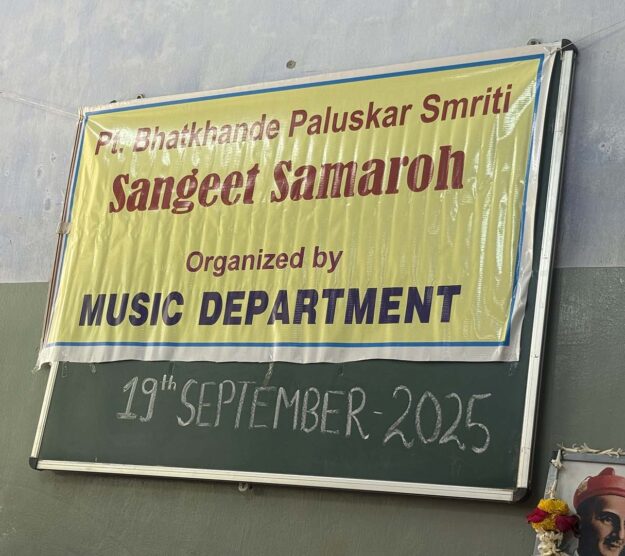 Pt. Bhatkhande Paluskar Smriti
Sangeet Samaroh
Organized by
MUSIC DEPARTMENT
19th SEPTEMBER-2025